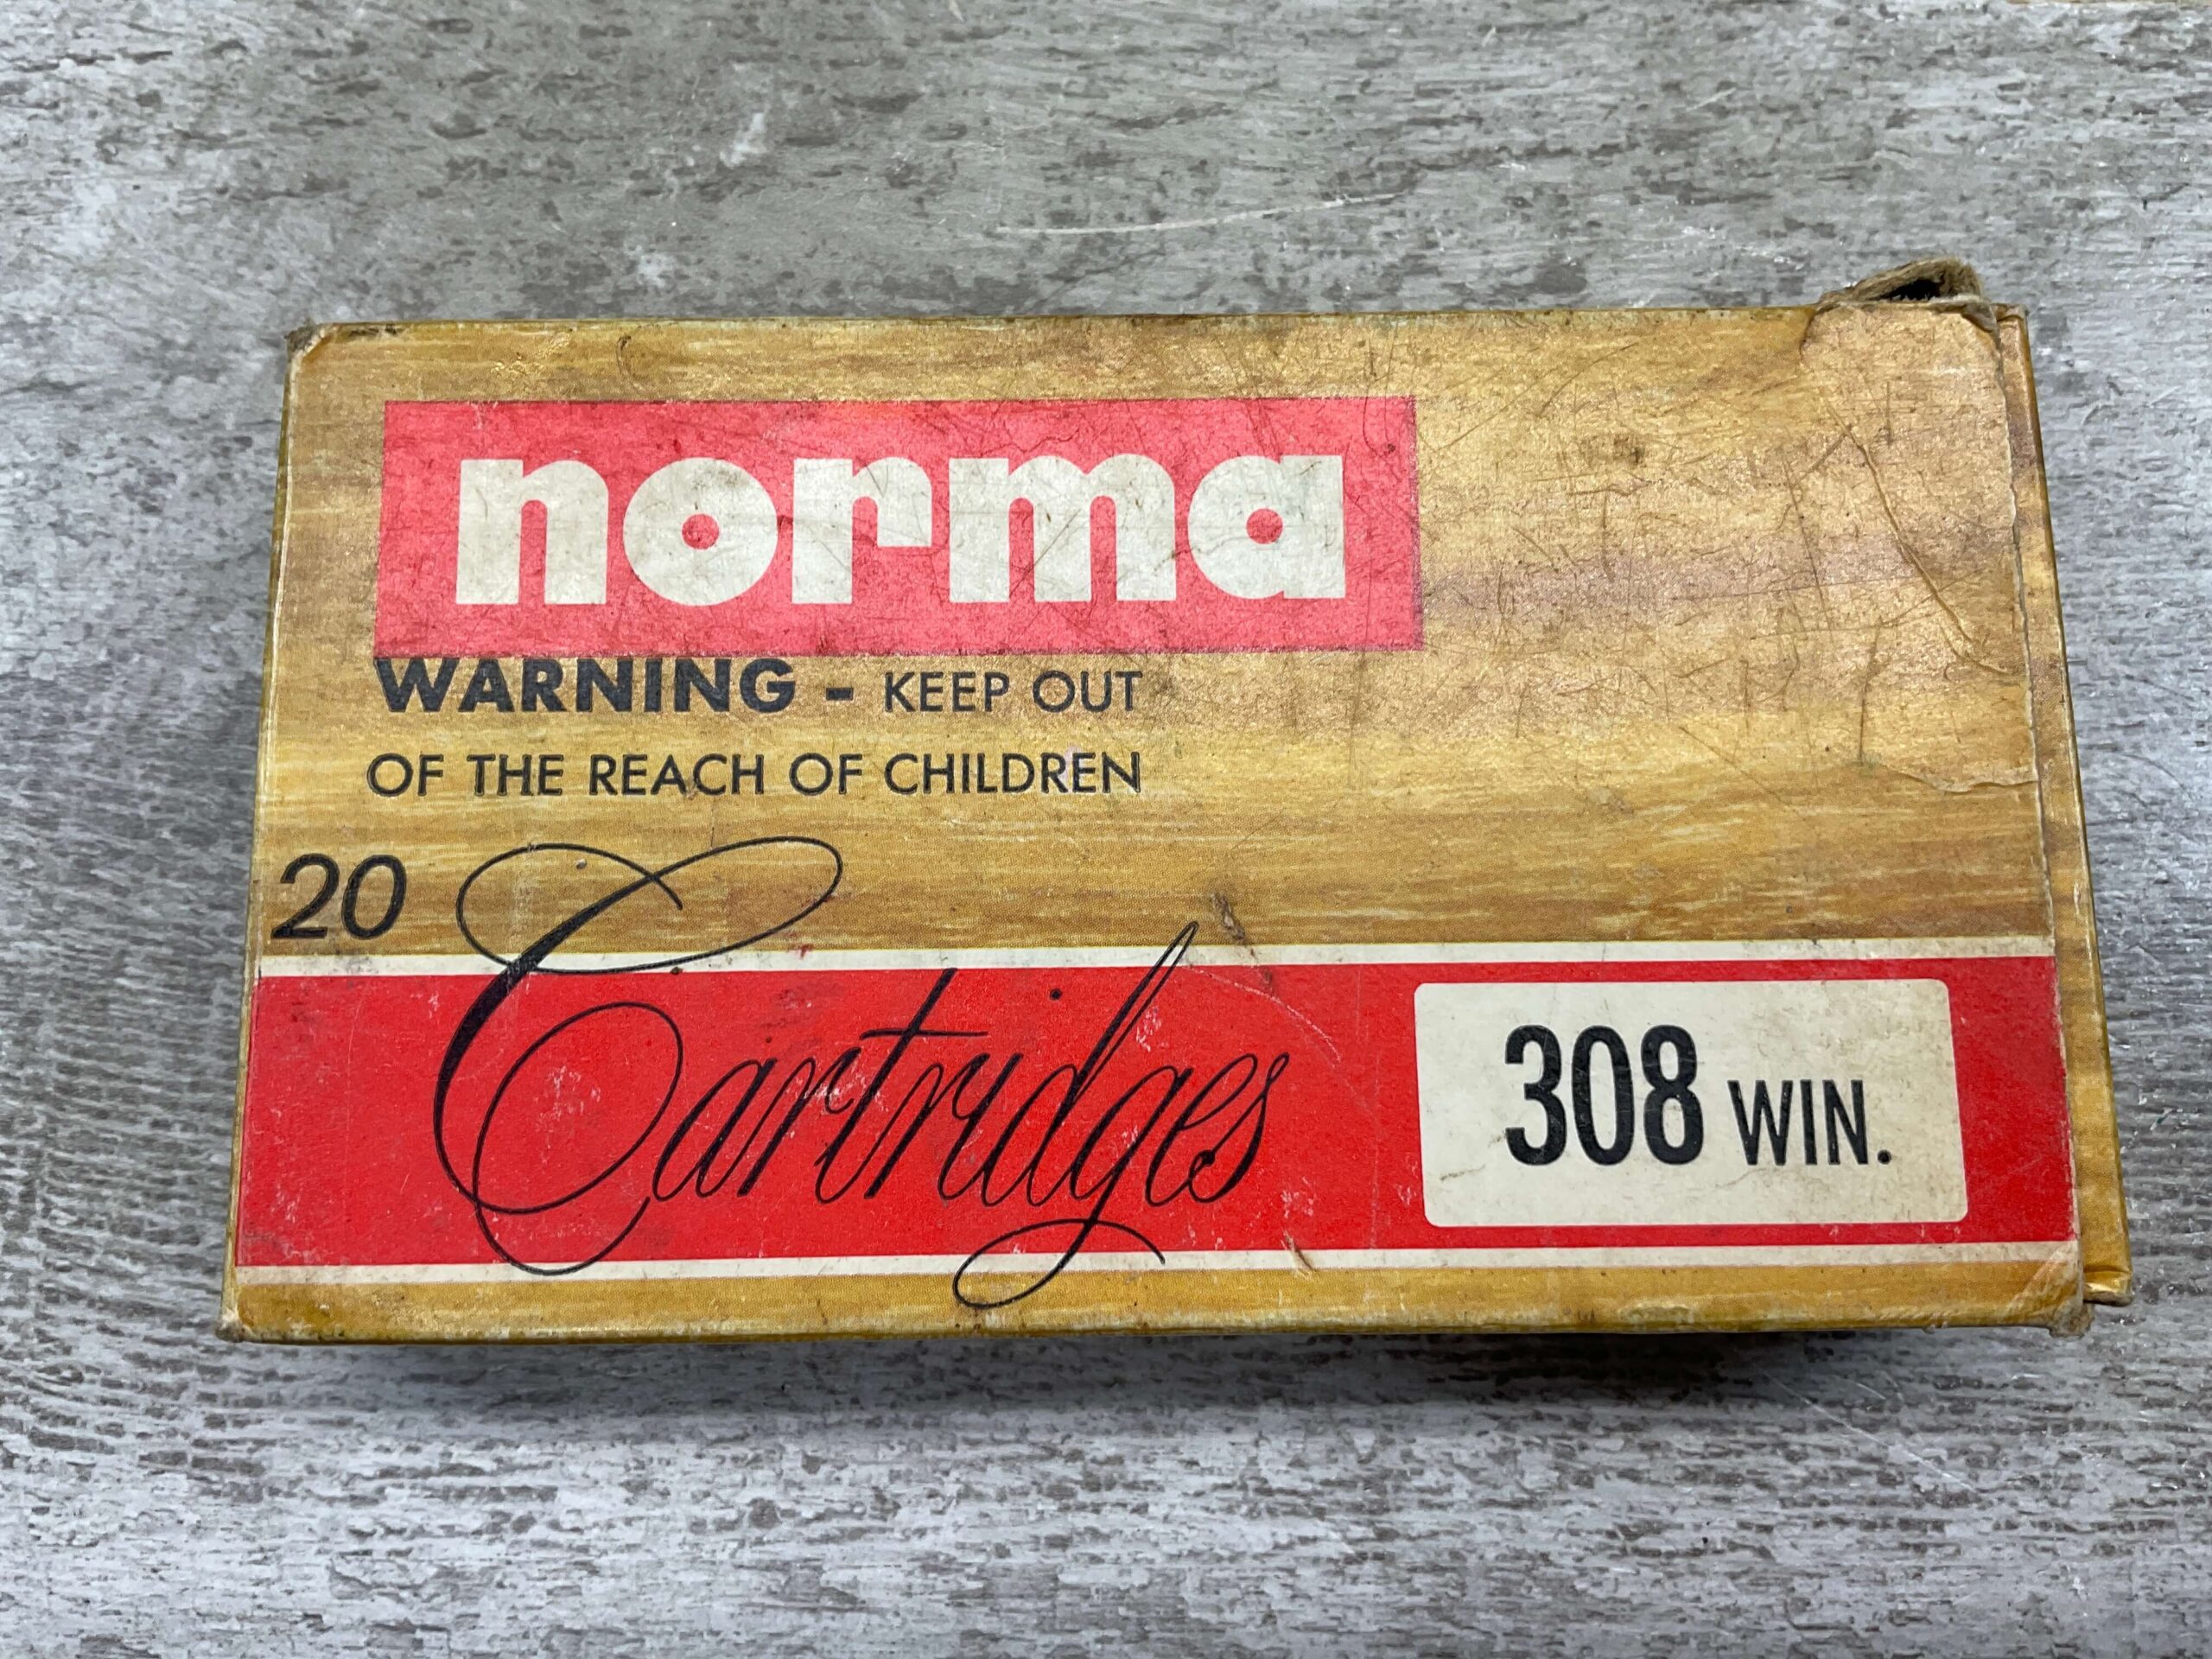 norma
WARNING - KEEP OUT
OF THE REACH OF CHILDREN
20 Cartridges
308 WIN.